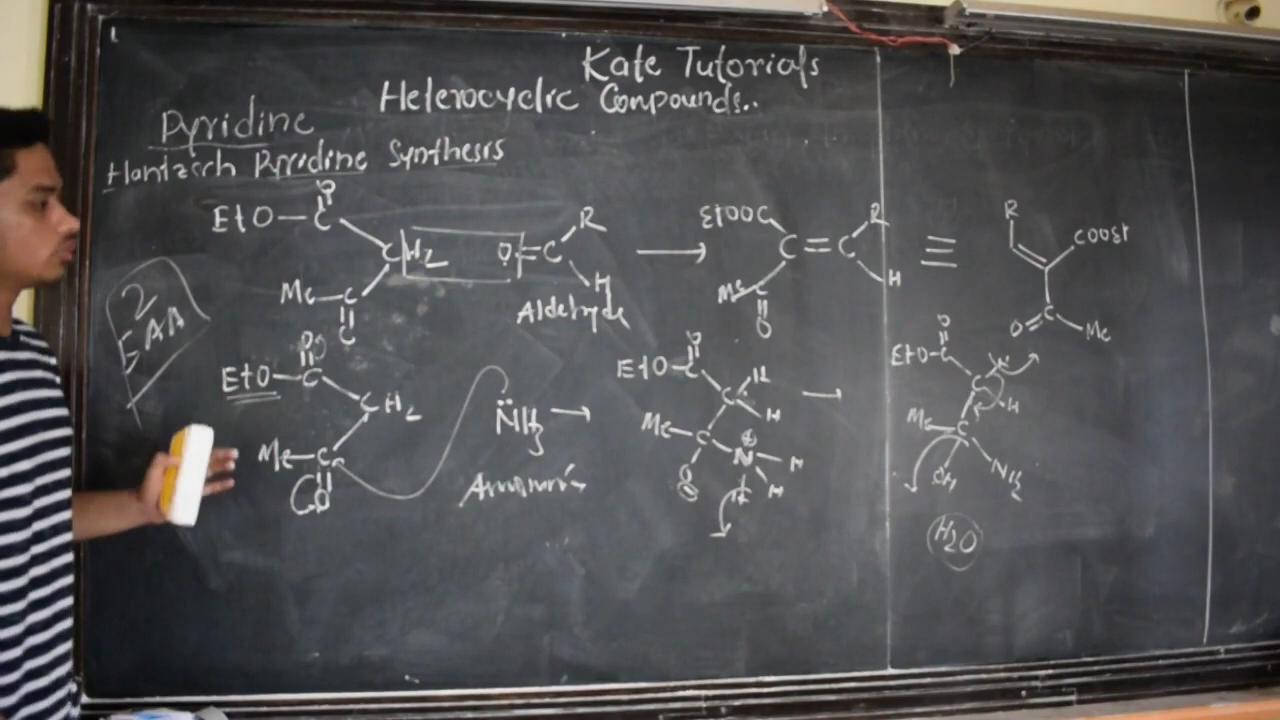 Kate Tutorials
Heterocyclic Compounds..
Pyridine
Hantzsch Pyridine Synthesis
EtO—C=O
CH2
Me—C=O
O=C R H
Aldehyde
EtOOC
C=C R H
Me C=O
R
COOEt
O=C Me
2 EAA
EtO—C=O
CH2
Me—C=O
N̈H3
Ammonia
EtO—C=O
C H H
Me—C
O⊖
N⊕ H H H
EtO—C=O
C H H
Me—C
OH
NH2
H2O